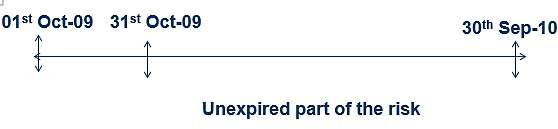 01st Oct-09 31st Oct-09 30th Sep-10
Unexpired part of the risk